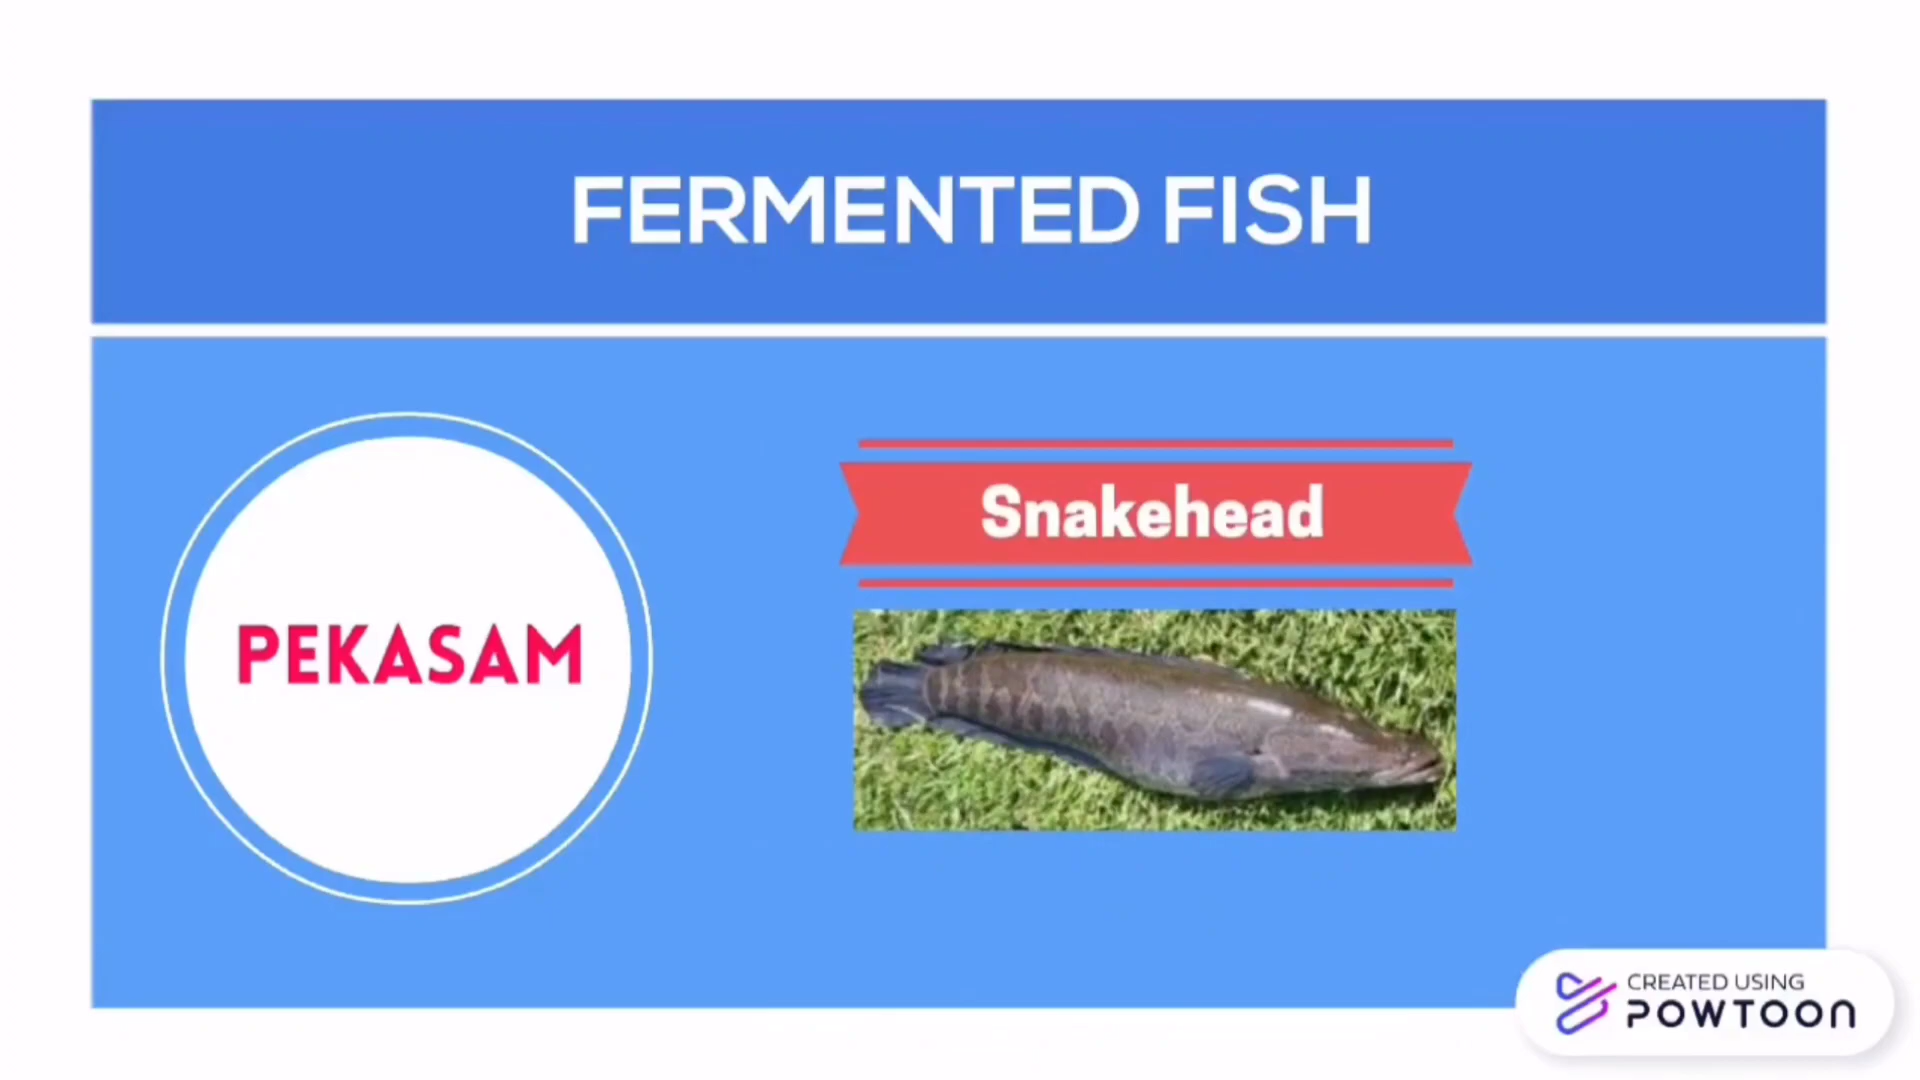 FERMENTED FISH
PEKASAM
Snakehead
CREATED USING
POWTOON